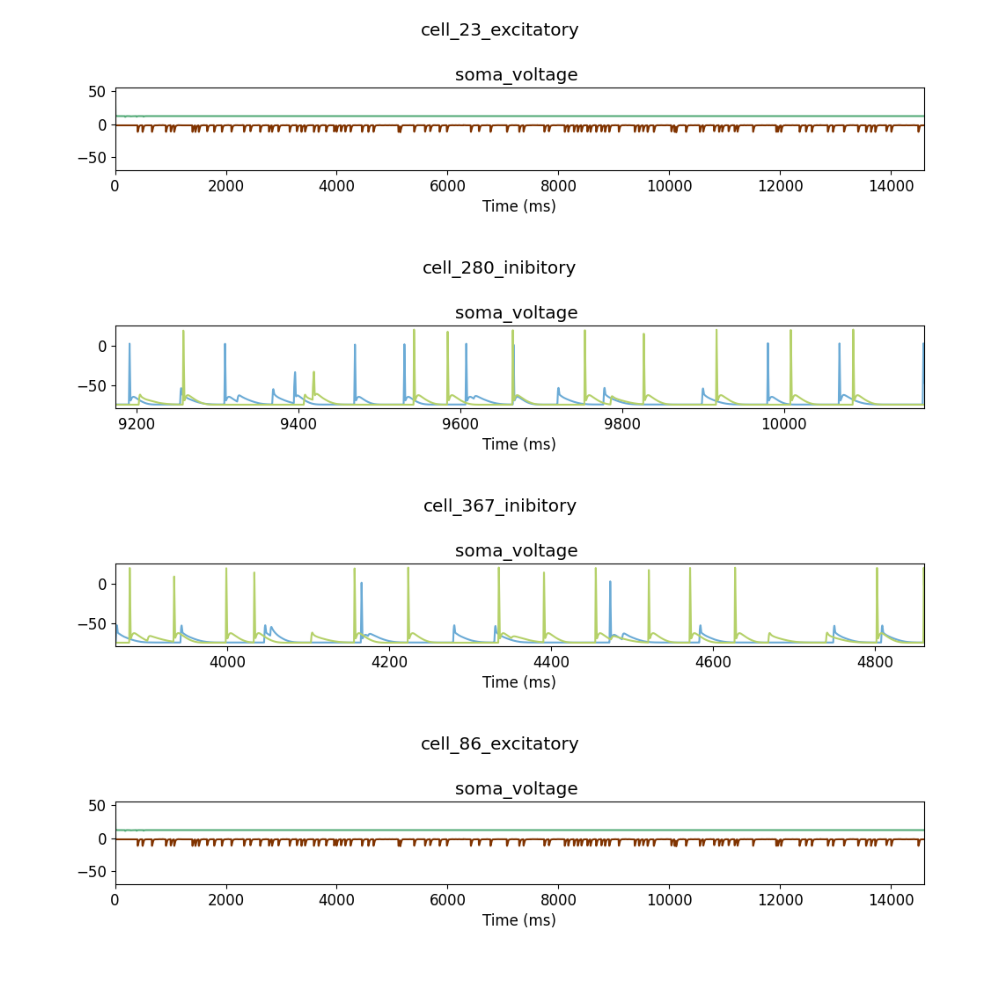 cell_23_excitatory
soma_voltage
50
0
−50
0 2000 4000 6000 8000 10000 12000 14000
Time (ms)
cell_280_inibitory
soma_voltage
0
−50
9200 9400 9600 9800 10000
Time (ms)
cell_367_inibitory
soma_voltage
0
−50
4000 4200 4400 4600 4800
Time (ms)
cell_86_excitatory
soma_voltage
50
0
−50
0 2000 4000 6000 8000 10000 12000 14000
Time (ms)